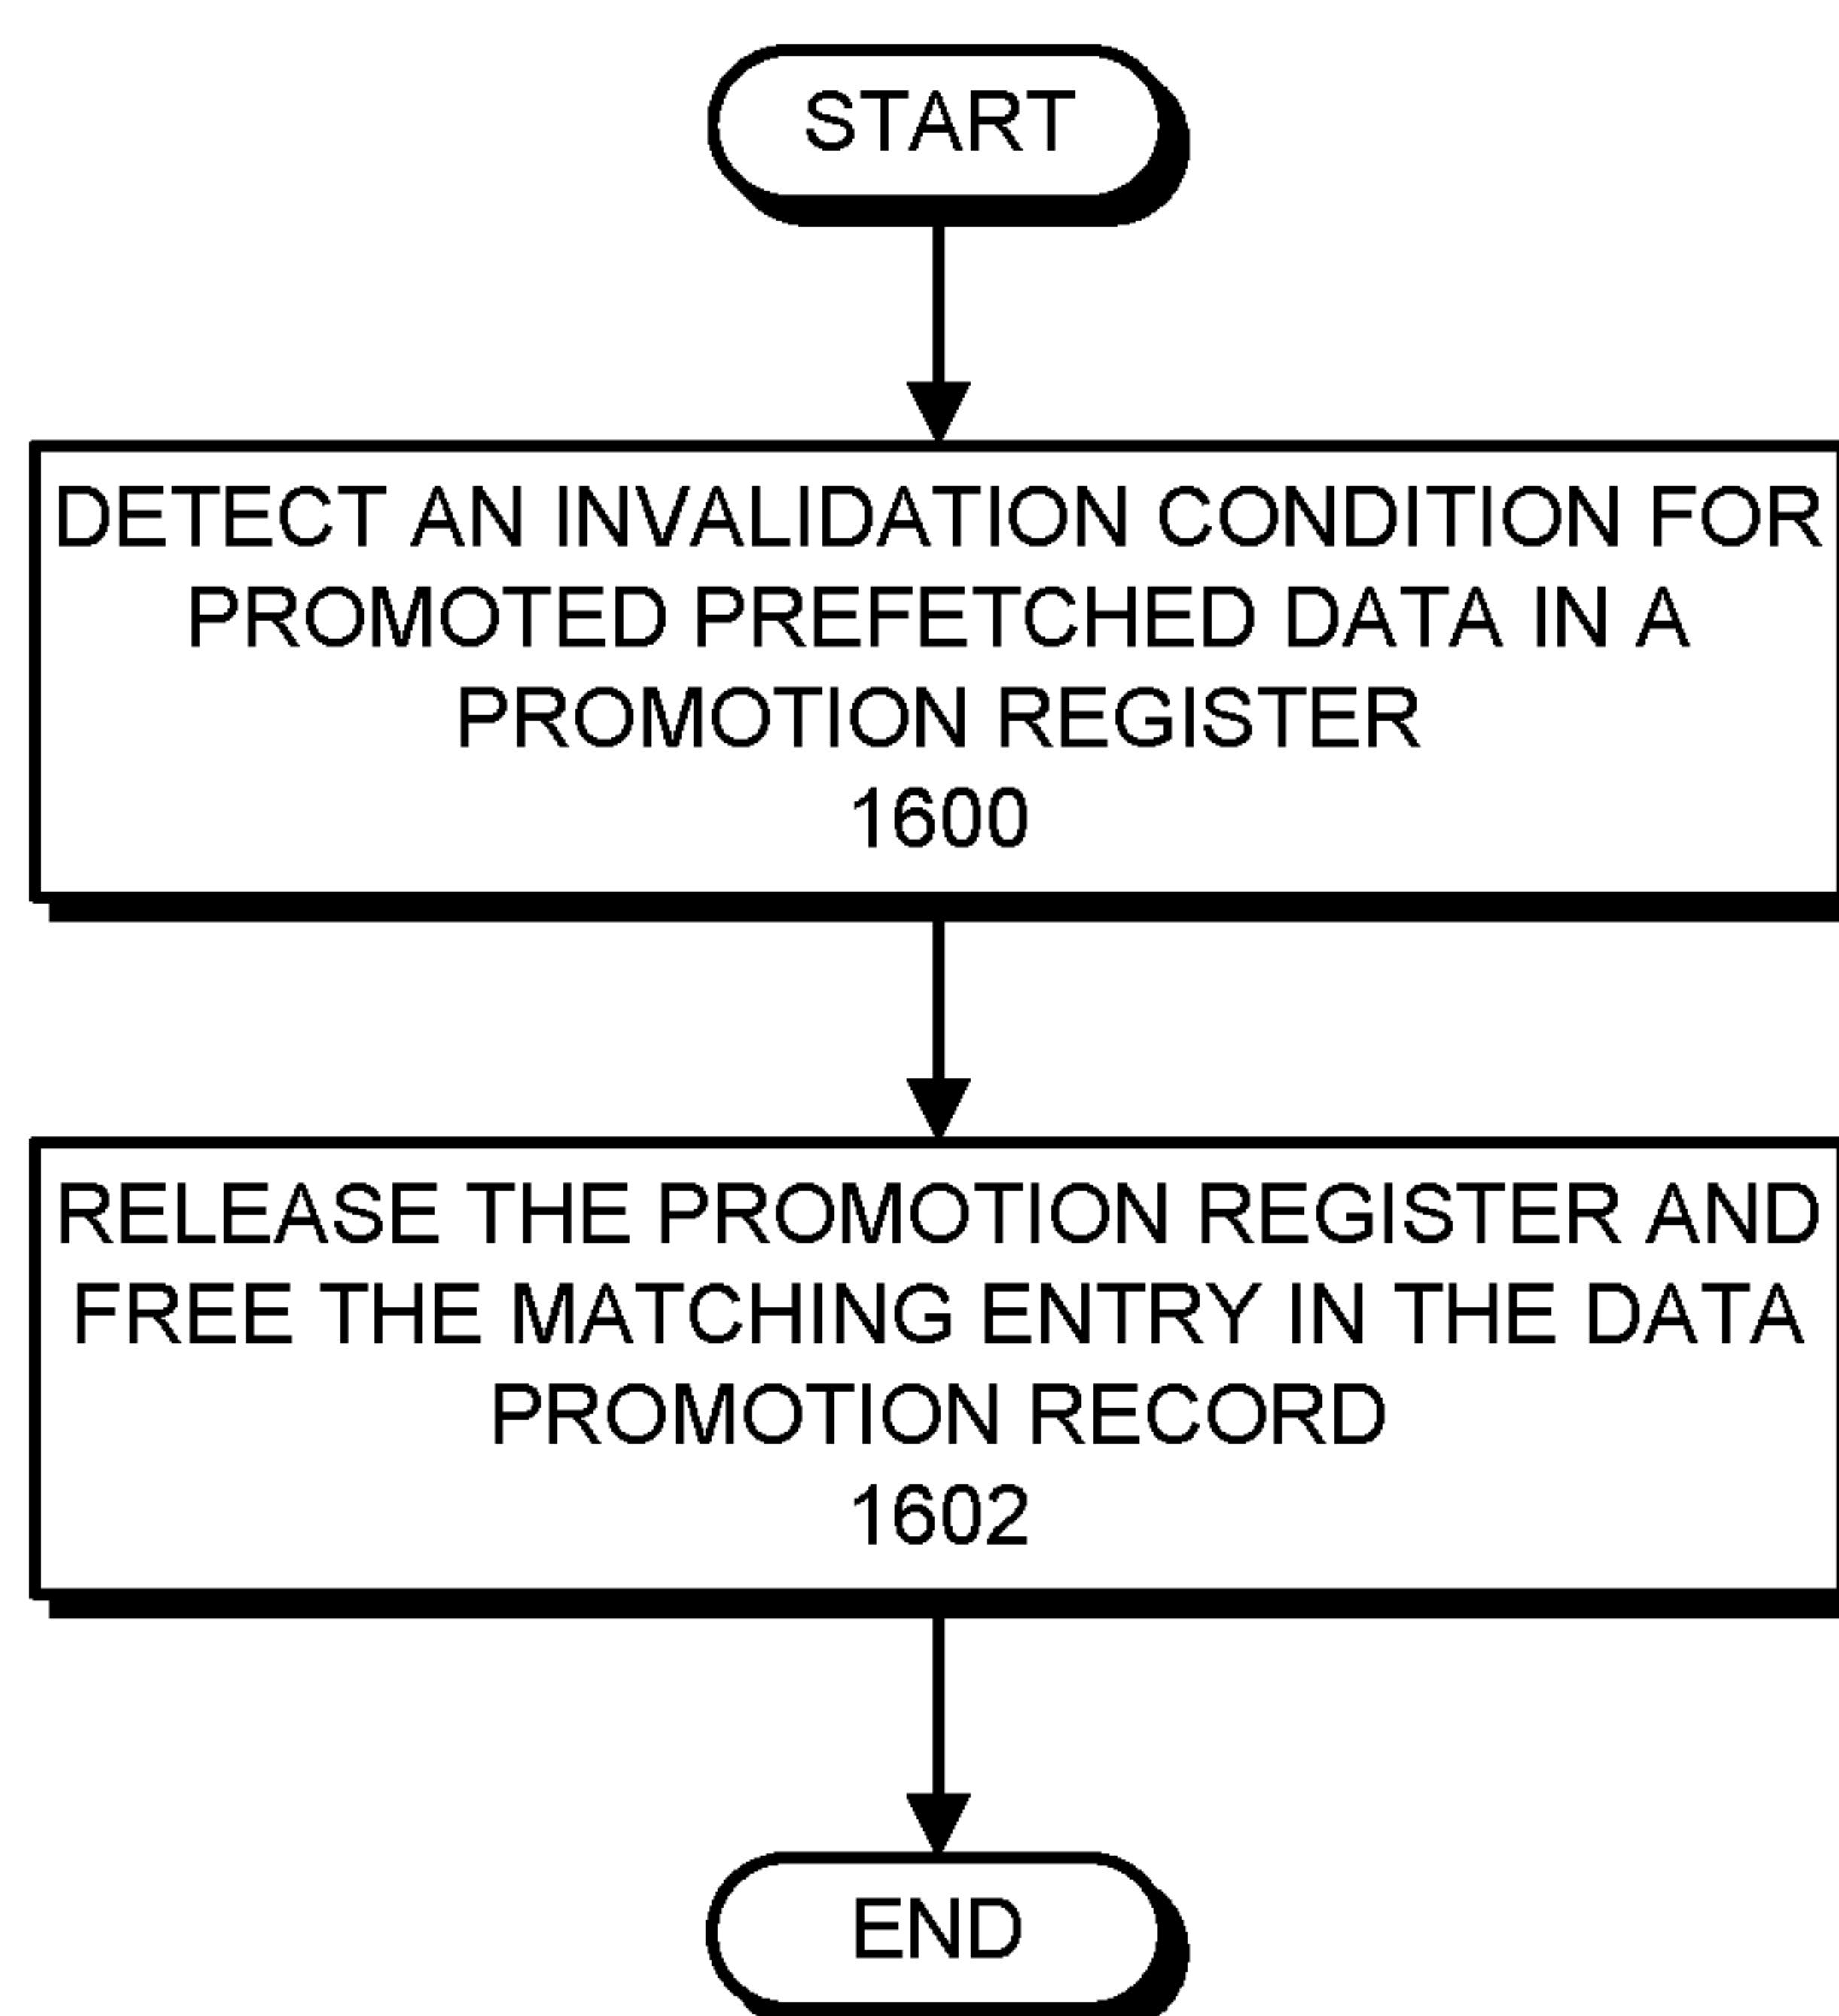 START
DETECT AN INVALIDATION CONDITION FOR
PROMOTED PREFETCHED DATA IN A
PROMOTION REGISTER
1600
RELEASE THE PROMOTION REGISTER AND
FREE THE MATCHING ENTRY IN THE DATA
PROMOTION RECORD
1602
END